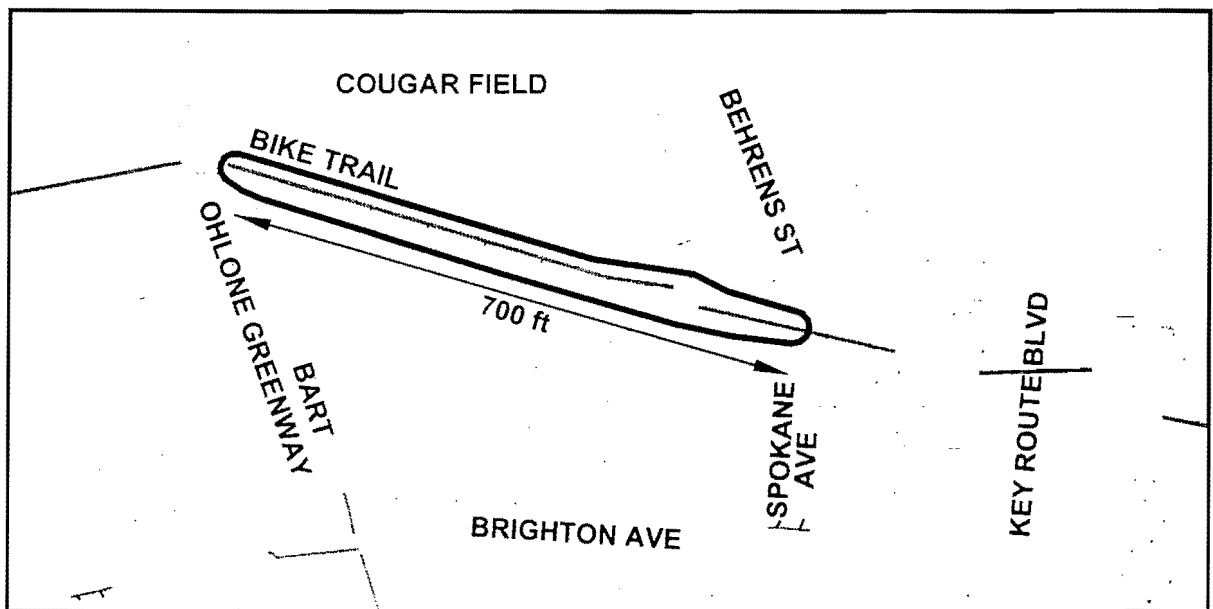 COUGAR FIELD
BEHRENS ST
BIKE TRAIL
OHLONE GREENWAY
BART
700 ft
SPOKANE
AVE
KEY ROUTE BLVD
BRIGHTON AVE